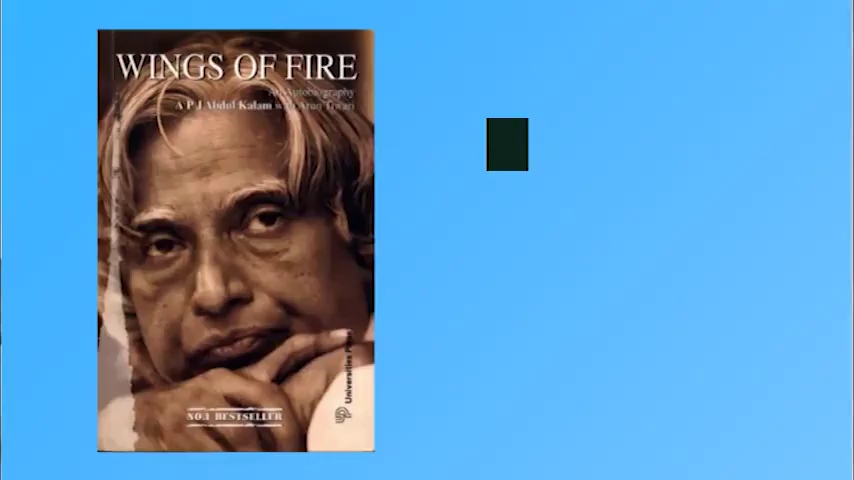 WINGS OF FIRE
An Autobiography
A P J Abdul Kalam with Arun Tiwari
Universities Press
NO.1 BESTSELLER